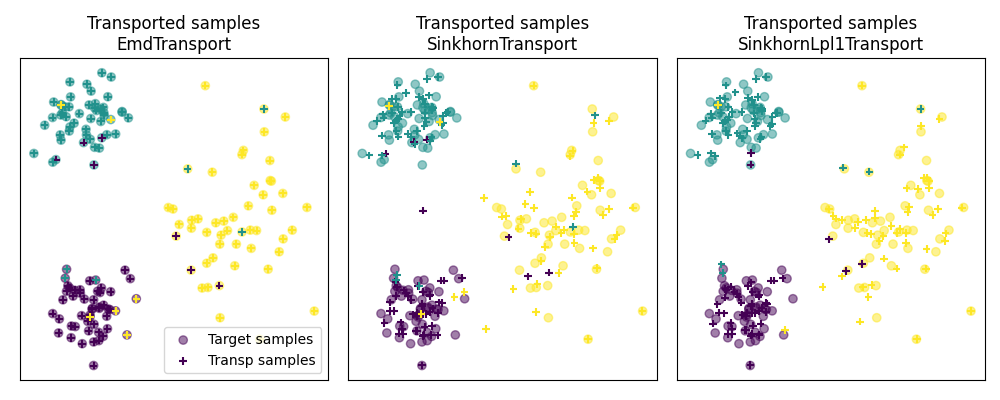 Transported samples
EmdTransport
Transported samples
SinkhornTransport
Transported samples
SinkhornLpl1Transport
Target samples
Transp samples